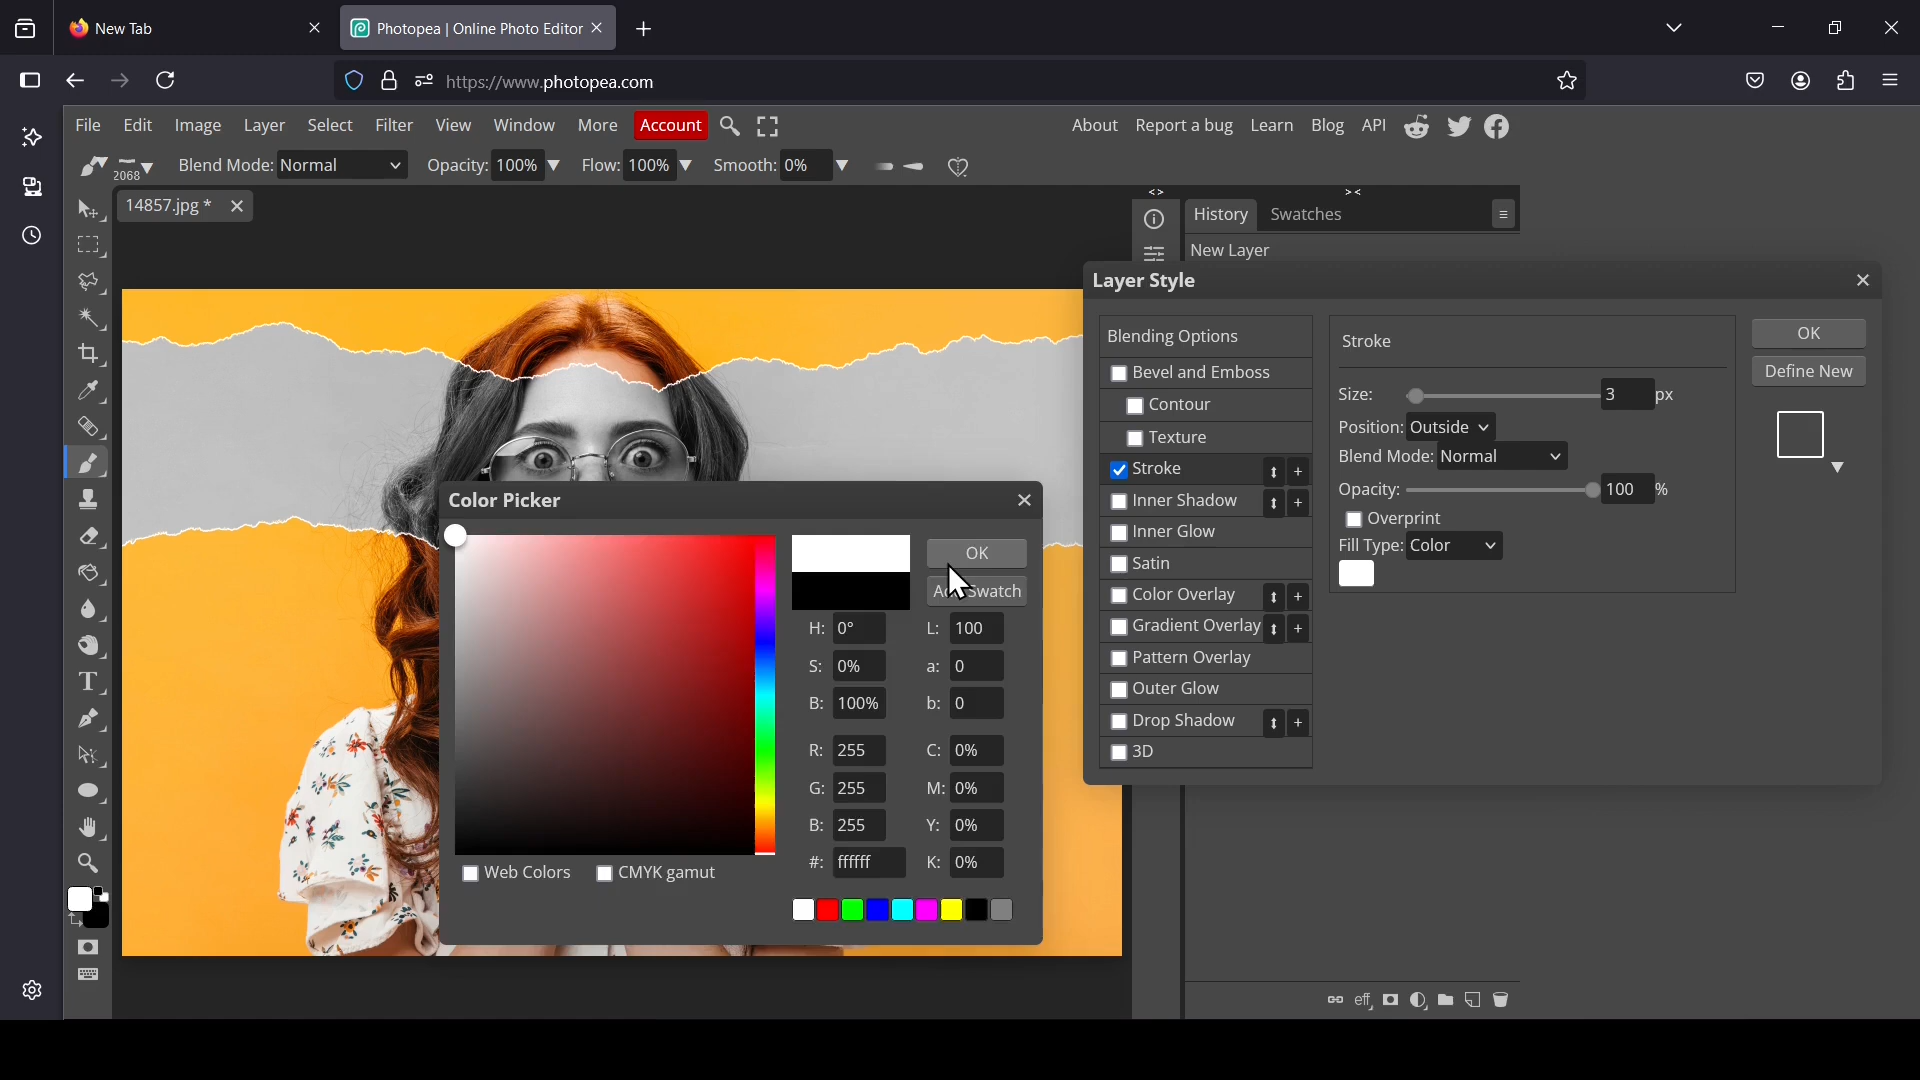 New Tab
Photopea | Online Photo Editor
https://www.photopea.com
File Edit Image Layer Select Filter View Window More Account
About Report a bug Learn Blog API
2068
Blend Mode: Normal
Opacity: 100%
Flow: 100%
Smooth: 0%
14857.jpg *
<>
><
History
Swatches
New Layer
Layer Style
Blending Options
Bevel and Emboss
Contour
Texture
Stroke
+
Inner Shadow
+
Inner Glow
Satin
Color Overlay
+
Gradient Overlay
+
Pattern Overlay
Outer Glow
Drop Shadow
+
3D
Stroke
Size: 3 px
Position: Outside
Blend Mode: Normal
Opacity: 100 %
Overprint
Fill Type: Color
OK
Define New
Color Picker
OK
Swatch
H: 0° L: 100
S: 0% a: 0
B: 100% b: 0
R: 255 C: 0%
G: 255 M: 0%
B: 255 Y: 0%
#: ffffff K: 0%
Web Colors
CMYK gamut
T
eff